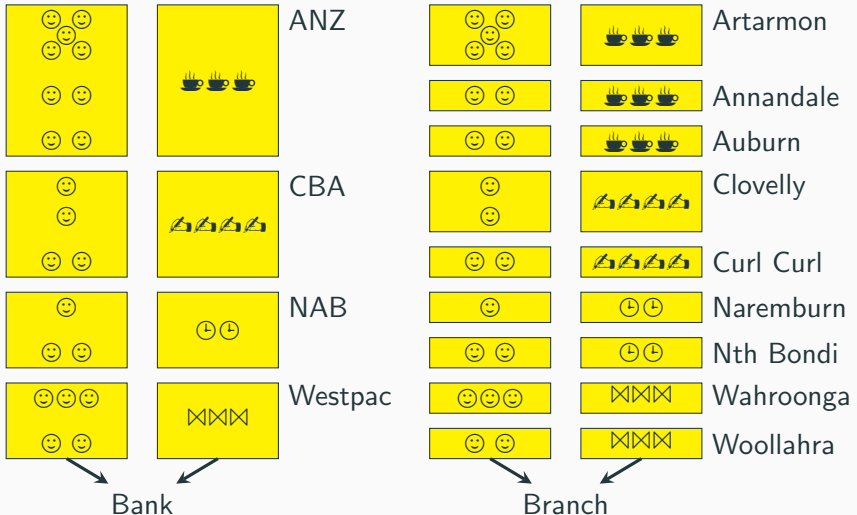 ANZ
CBA
NAB
Westpac
Bank
Artarmon
Annandale
Auburn
Clovelly
Curl Curl
Naremburn
Nth Bondi
Wahroonga
Woollahra
Branch